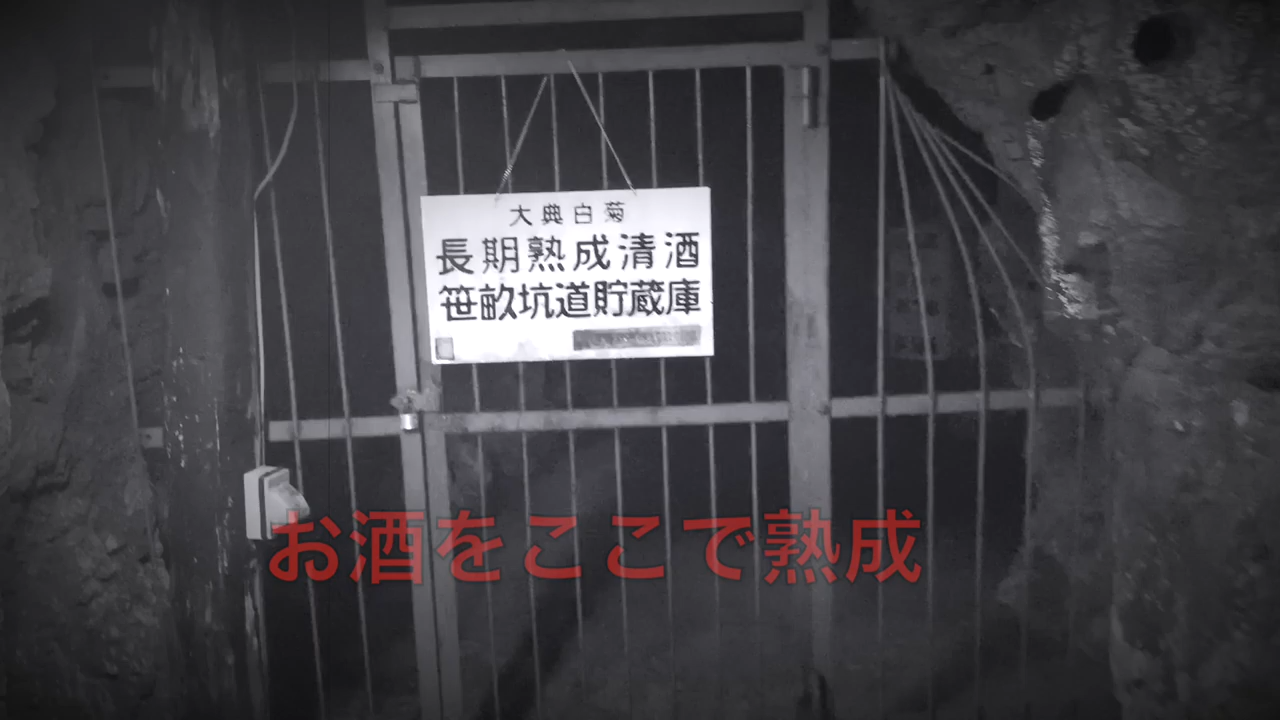 大典白菊
長期熟成清酒
笹畝坑道貯蔵庫
お酒をここで熟成